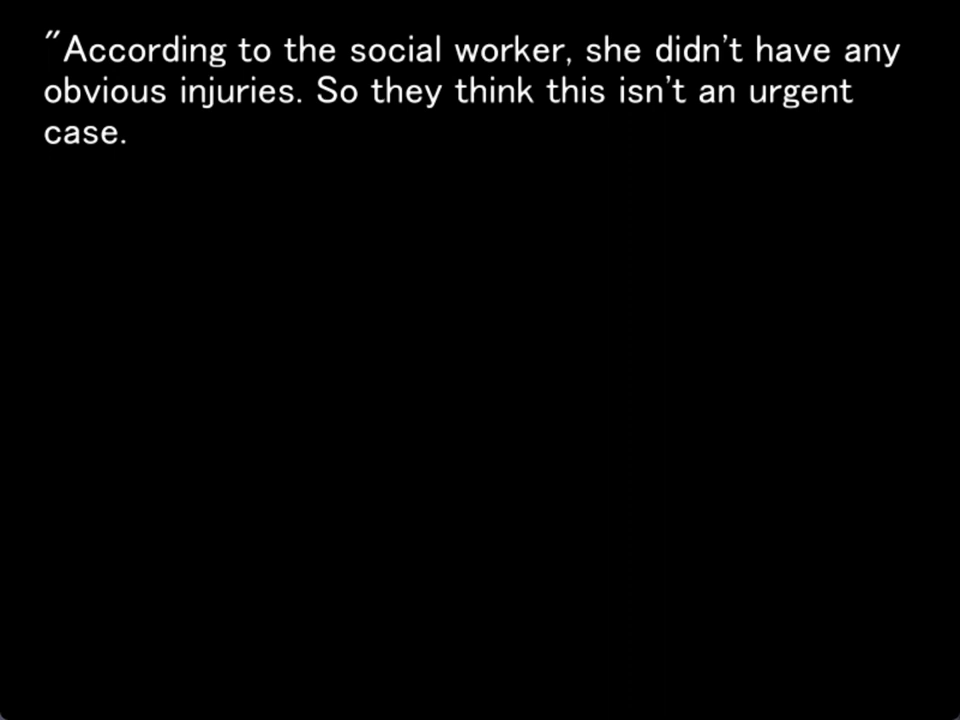 "According to the social worker, she didn't have any
obvious injuries. So they think this isn't an urgent
case.